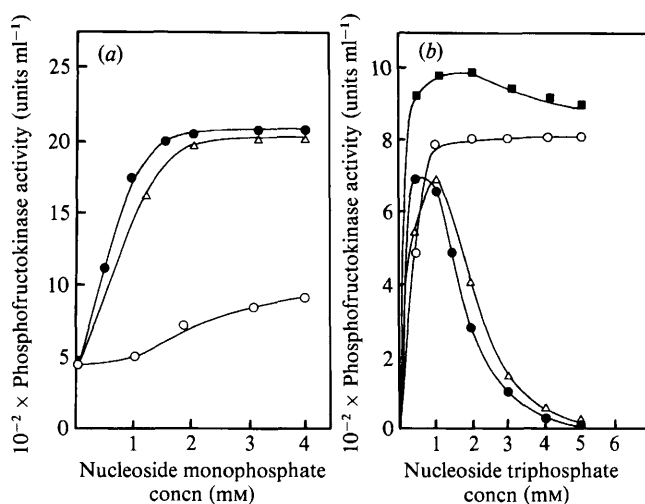 (a)
(b)
10⁻² × Phosphofructokinase activity (units ml⁻¹)
25
20
15
10
5
0
1
2
3
4
Nucleoside monophosphate
concn (mM)
10⁻² × Phosphofructokinase activity (units ml⁻¹)
10
8
6
4
2
0
1
2
3
4
5
6
Nucleoside triphosphate
concn (mM)